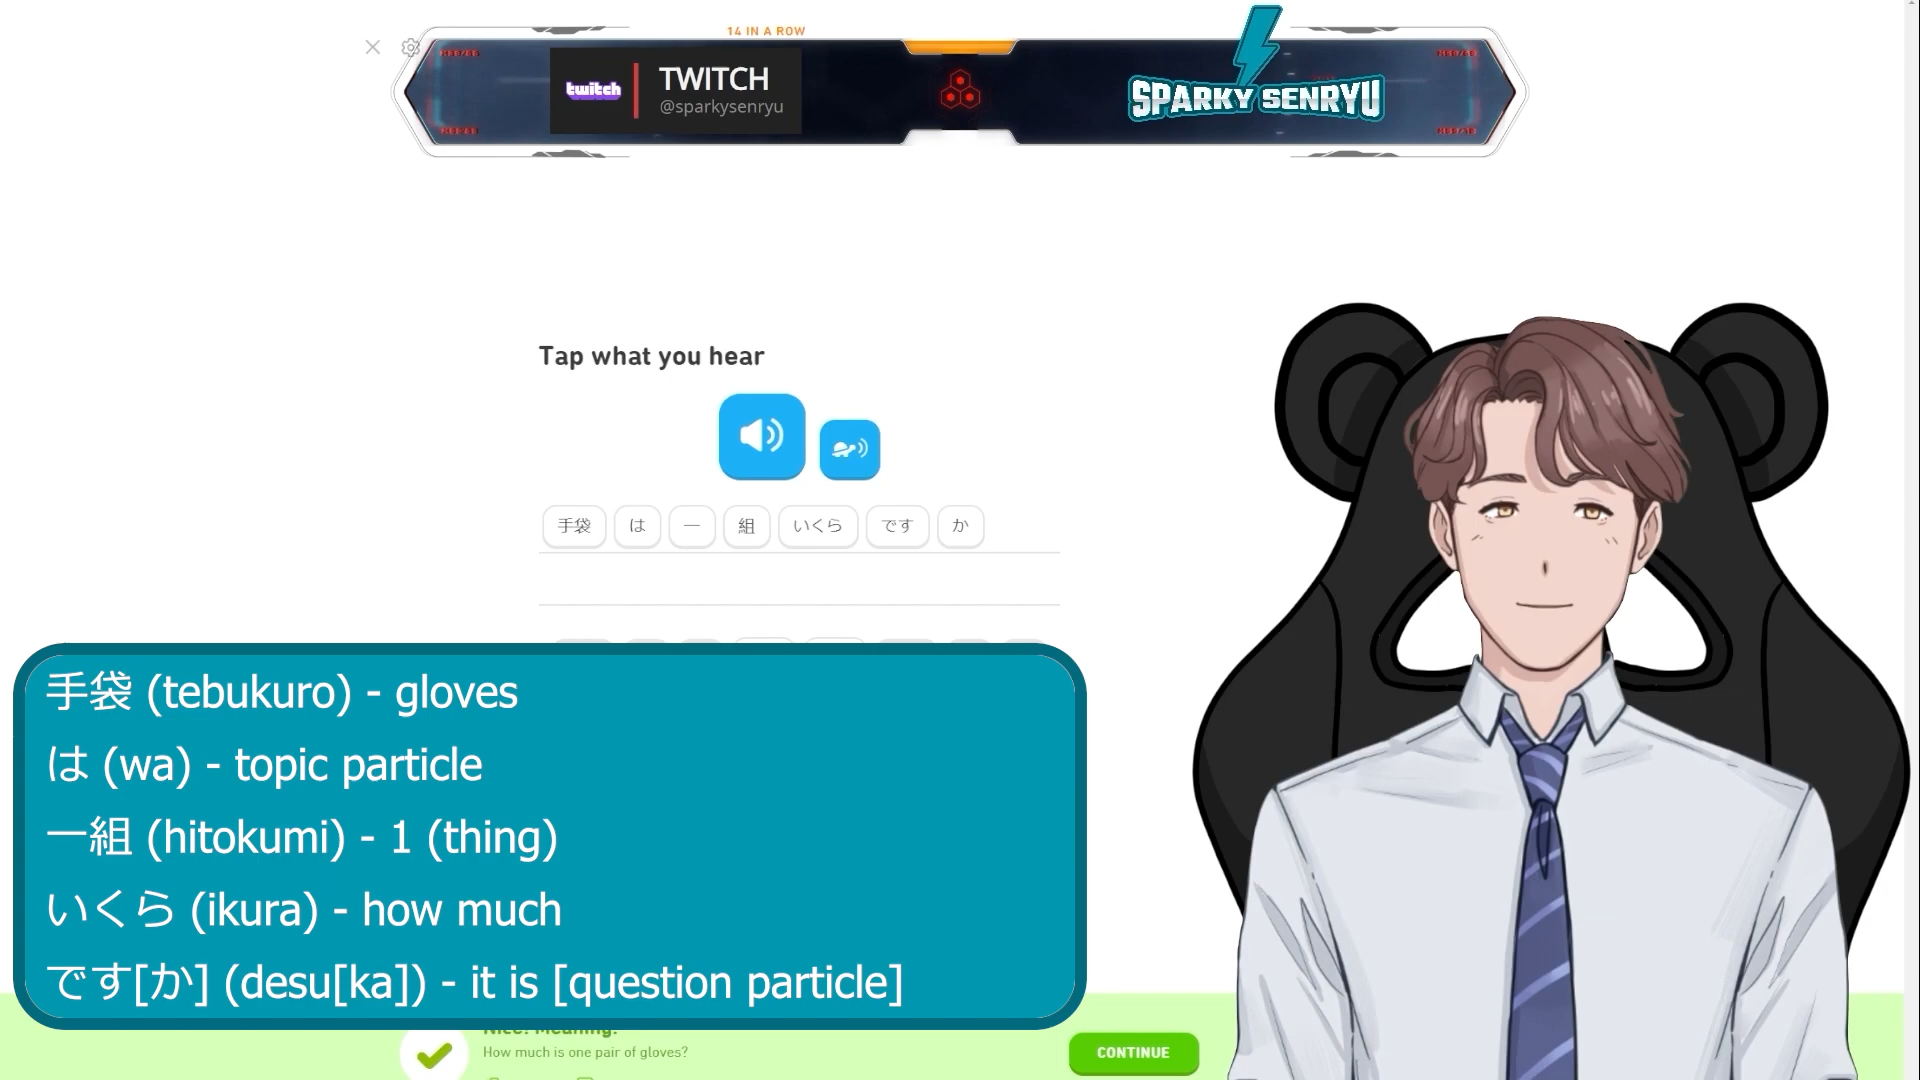 14 IN A ROW
twitch
TWITCH
@sparkysenryu
SPARKY SENRYU
Tap what you hear
手袋 は 一 組 いくら です か
手袋 (tebukuro) - gloves
は (wa) - topic particle
一組 (hitokumi) - 1 (thing)
いくら (ikura) - how much
です[か] (desu[ka]) - it is [question particle]
Nice! Meaning:
How much is one pair of gloves?
CONTINUE